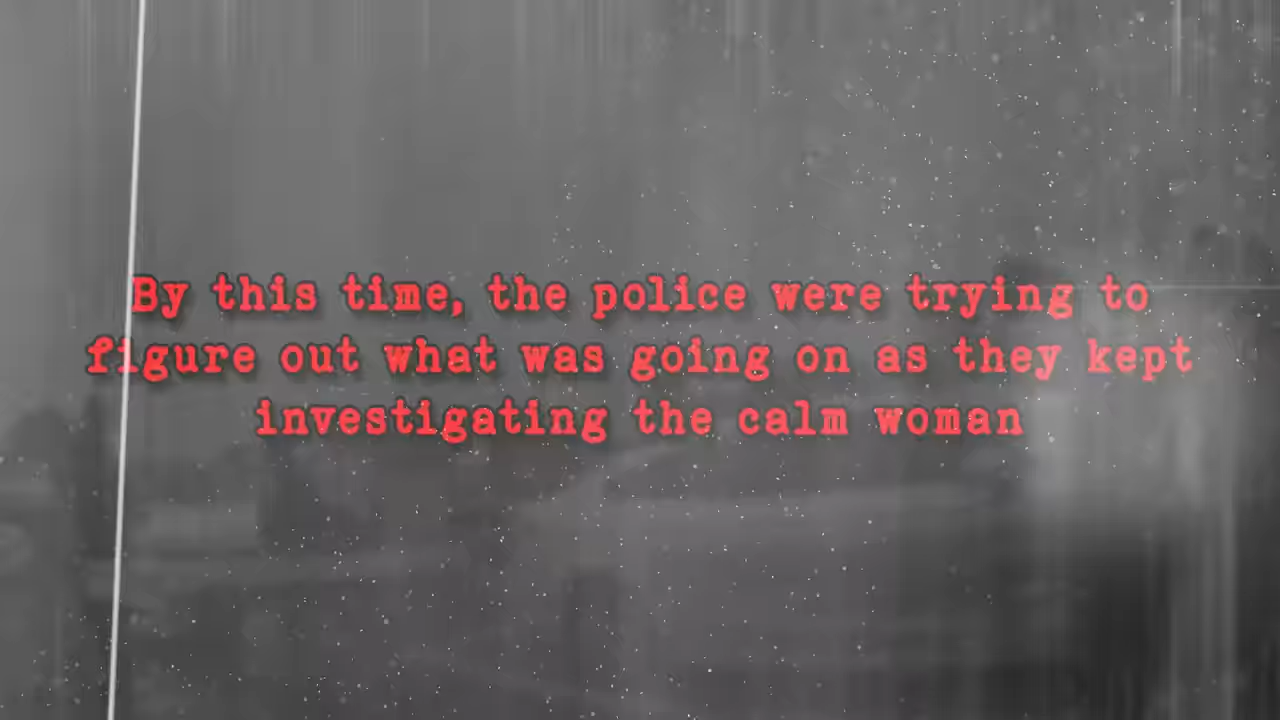 By this time, the police were trying to
figure out what was going on as they kept
investigating the calm woman